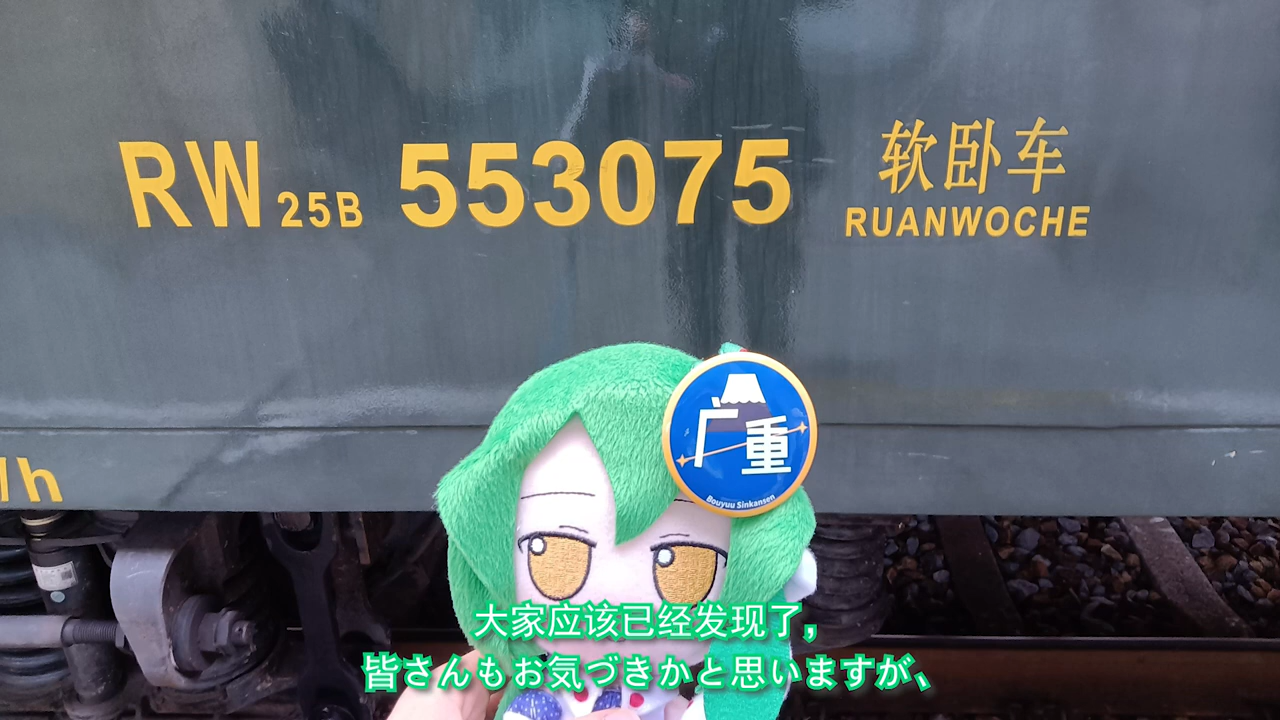 RW 25B 553075 软卧车
RUANWOCHE
/h
广重
Bouyuu Sinkansen
大家应该已经发现了，
皆さんもお気づきかと思いますが、